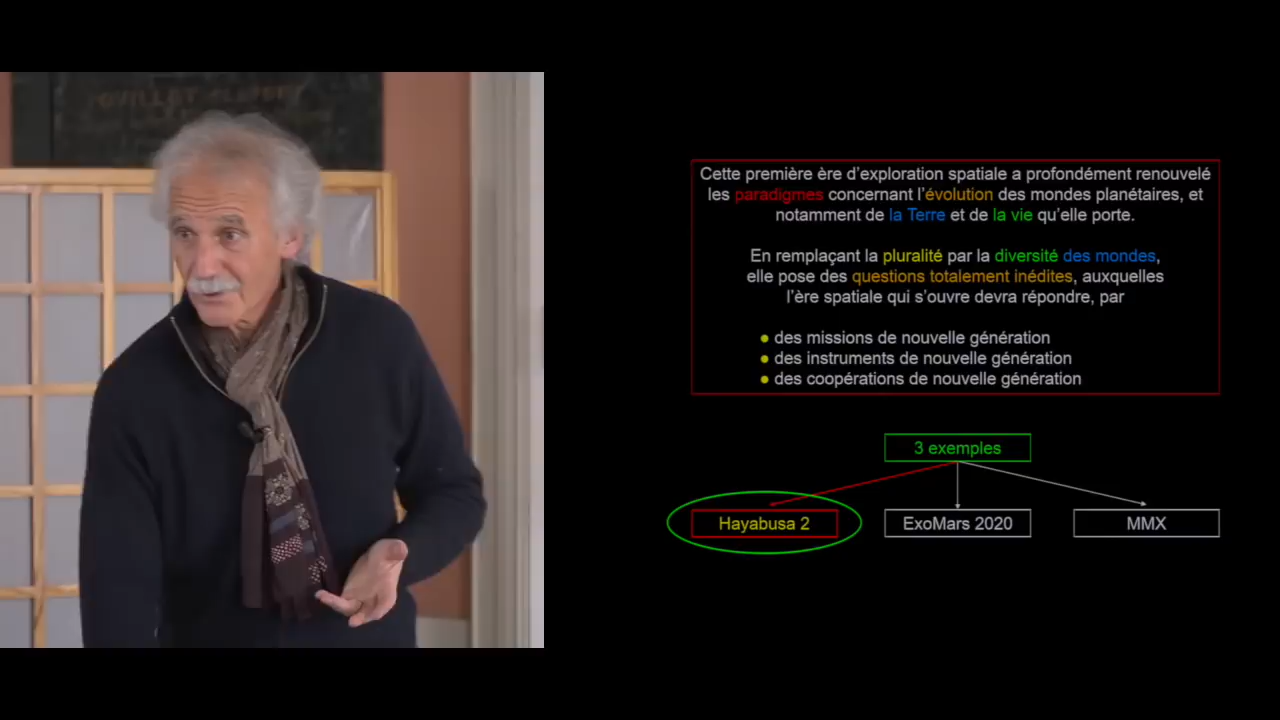 Cette première ère d’exploration spatiale a profondément renouvelé
les paradigmes concernant l’évolution des mondes planétaires, et
notamment de la Terre et de la vie qu’elle porte.
En remplaçant la pluralité par la diversité des mondes,
elle pose des questions totalement inédites, auxquelles
l’ère spatiale qui s’ouvre devra répondre, par
● des missions de nouvelle génération
● des instruments de nouvelle génération
● des coopérations de nouvelle génération
3 exemples
Hayabusa 2
ExoMars 2020
MMX